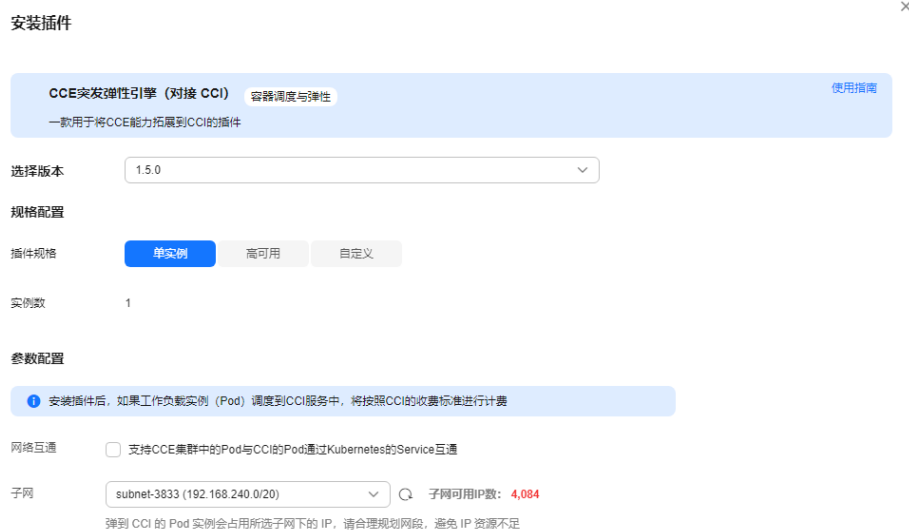 安装插件
CCE突发弹性引擎（对接 CCI） 容器调度与弹性 使用指南
一款用于将CCE能力拓展到CCI的插件
选择版本 1.5.0
规格配置
插件规格 单实例 高可用 自定义
实例数 1
参数配置
安装插件后，如果工作负载实例（Pod）调度到CCI服务中，将按照CCI的收费标准进行计费
网络互通 支持CCE集群中的Pod与CCI的Pod通过Kubernetes的Service互通
子网 subnet-3833 (192.168.240.0/20) 子网可用IP数： 4,084
弹到 CCI 的 Pod 实例会占用所选子网下的 IP，请合理规划网段，避免 IP 资源不足